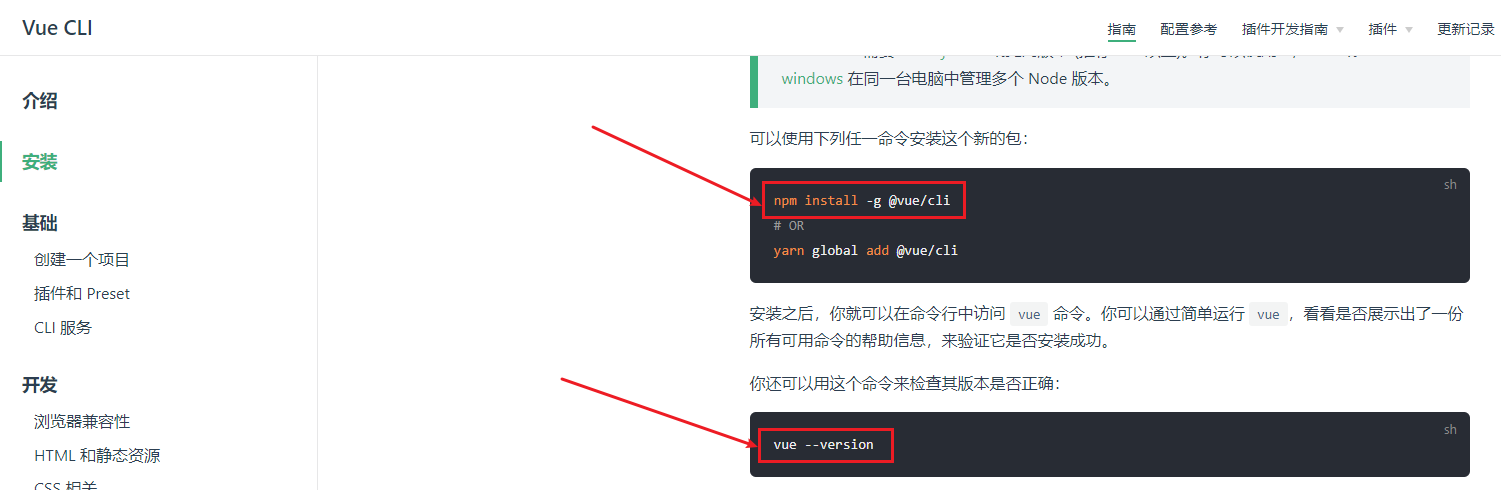 Vue CLI
指南 配置参考 插件开发指南 插件 更新记录
介绍
安装
基础
创建一个项目
插件和 Preset
CLI 服务
开发
浏览器兼容性
HTML 和静态资源
CSS 相关
windows 在同一台电脑中管理多个 Node 版本。
可以使用下列任一命令安装这个新的包：
sh
npm install -g @vue/cli
# OR
yarn global add @vue/cli
安装之后，你就可以在命令行中访问 vue 命令。你可以通过简单运行 vue，看看是否展示出了一份
所有可用命令的帮助信息，来验证它是否安装成功。
你还可以用这个命令来检查其版本是否正确：
sh
vue --version